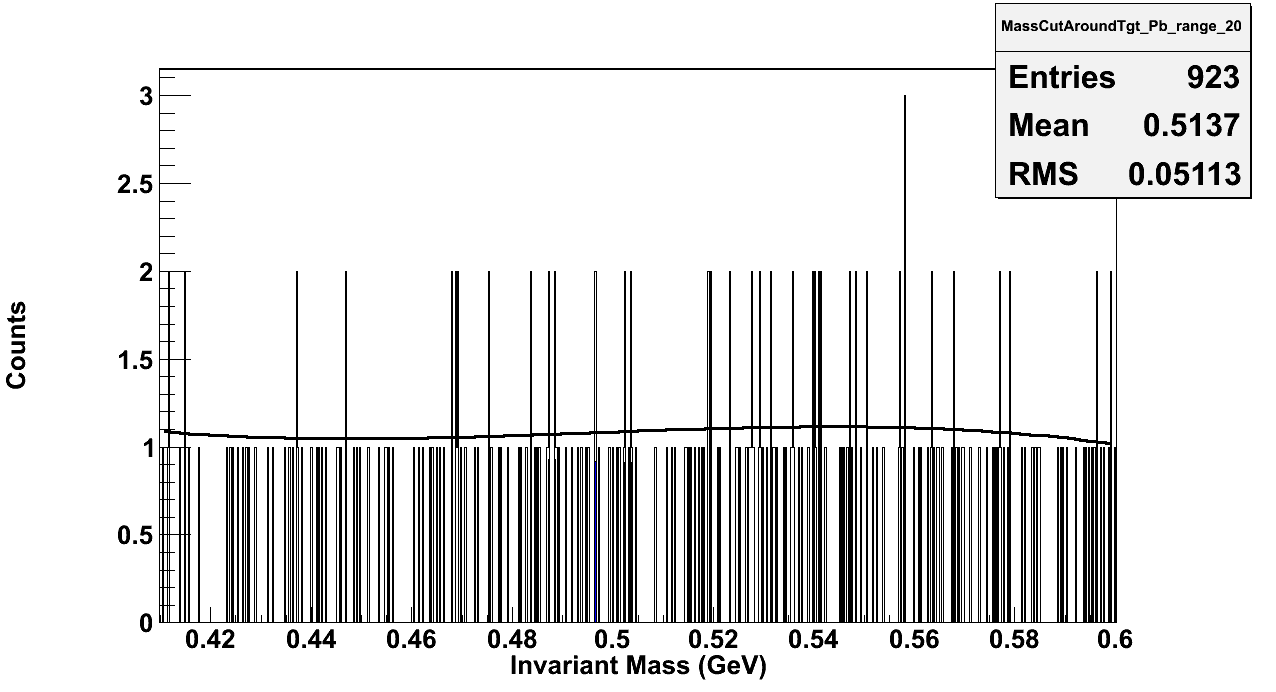 MassCutAroundTgt_Pb_range_20
Entries 923
Mean 0.5137
RMS 0.05113
3
2.5
2
1.5
1
0.5
0
Counts
0.42 0.44 0.46 0.48 0.5 0.52 0.54 0.56 0.58 0.6
Invariant Mass (GeV)